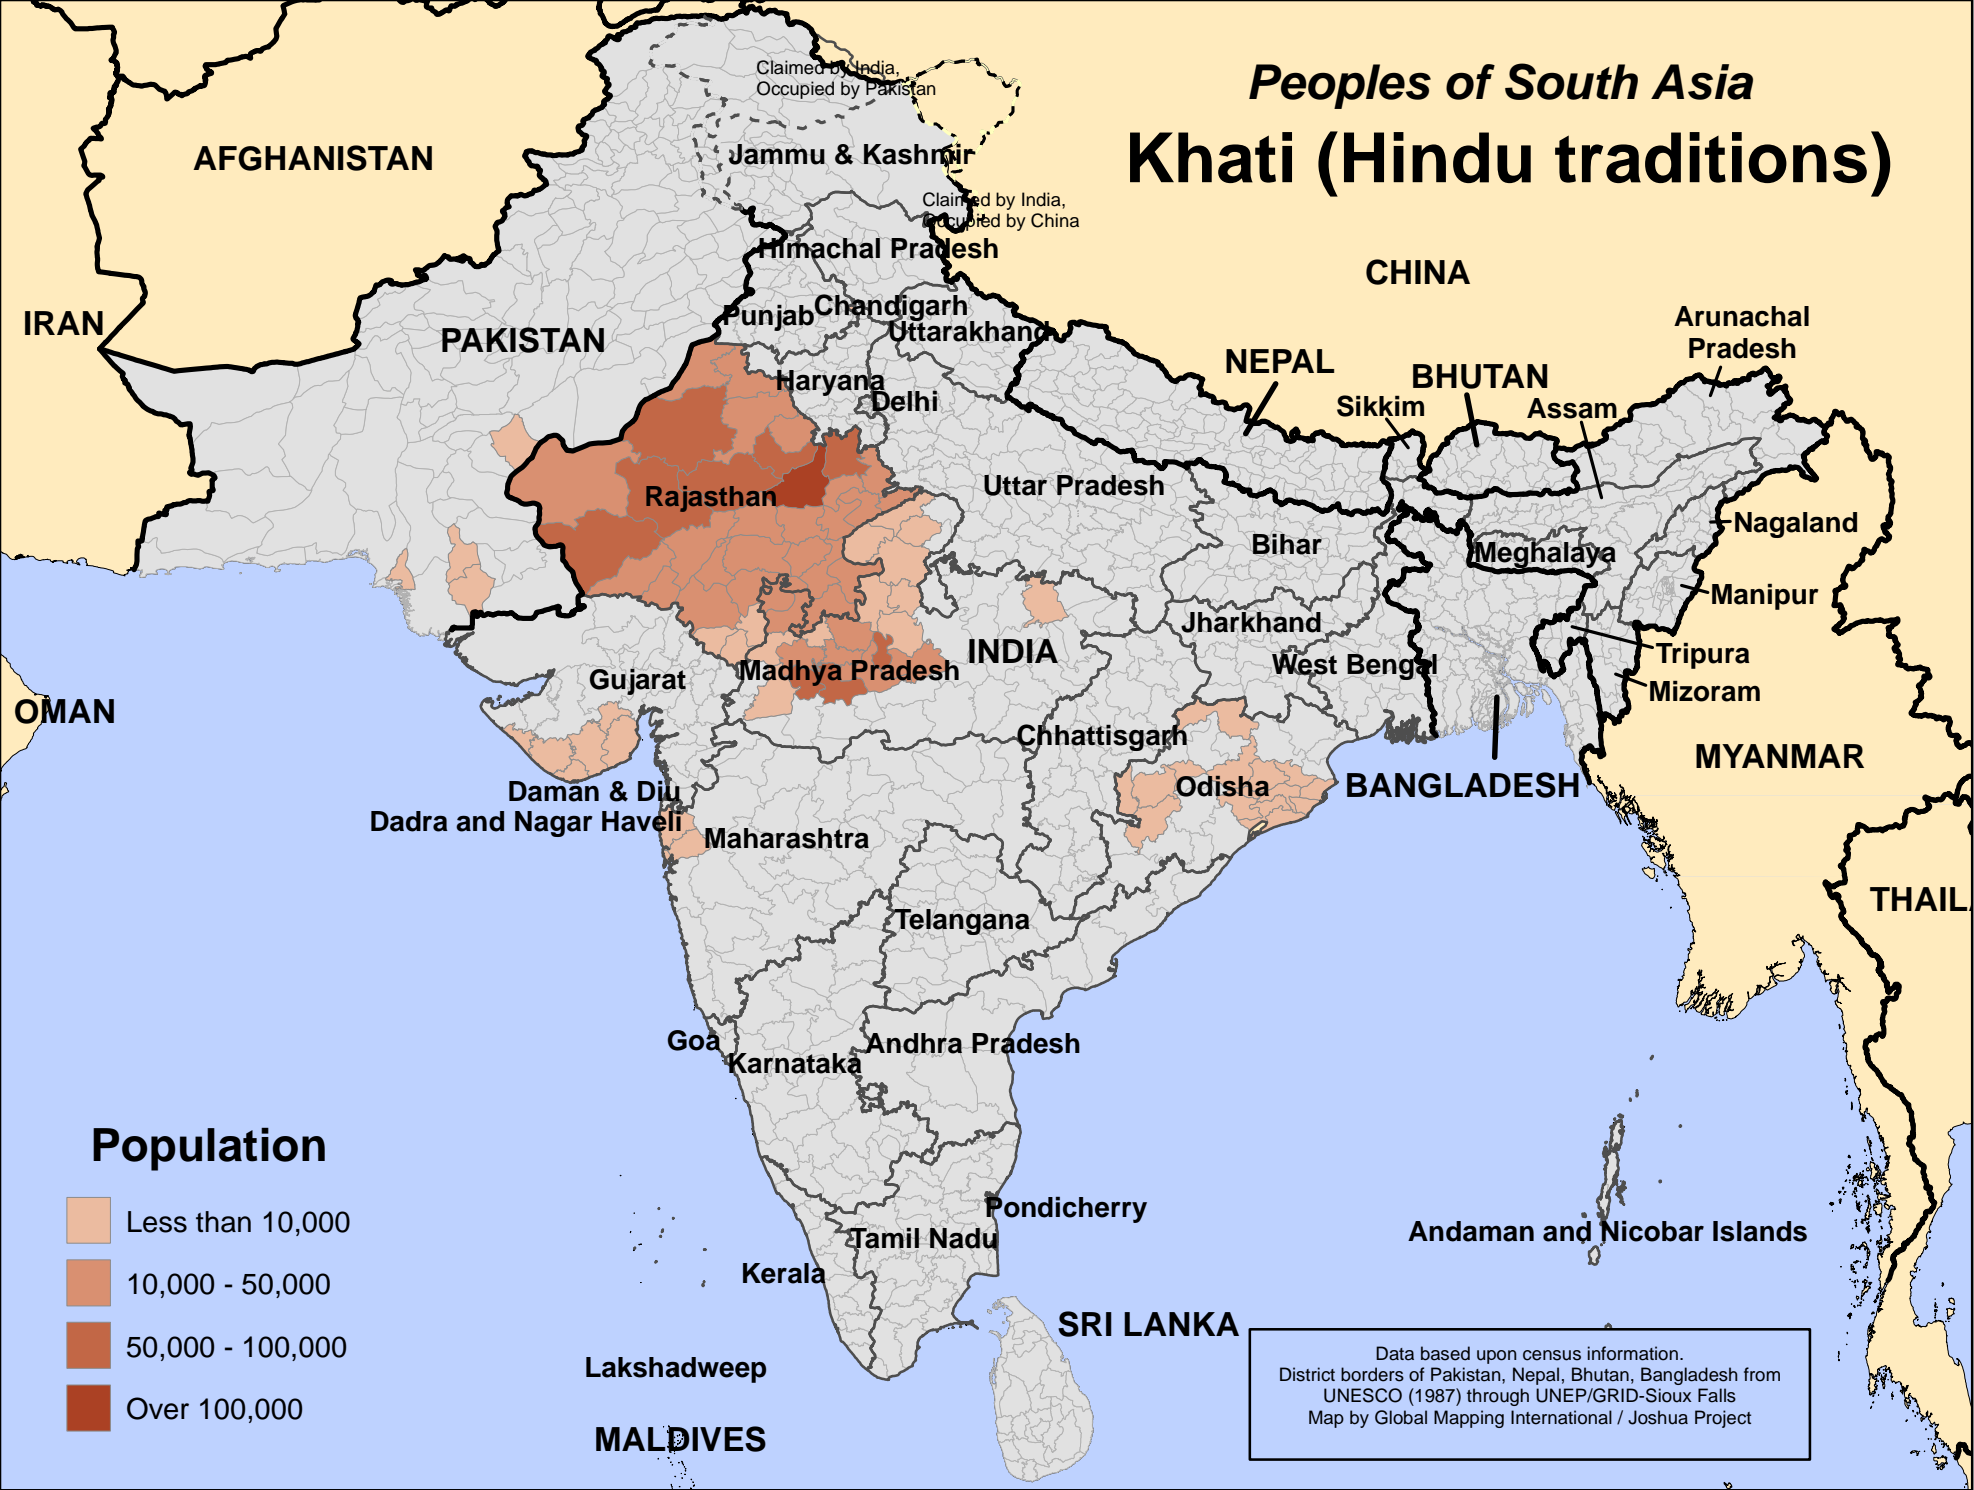 Peoples of South Asia
Khati (Hindu traditions)
Claimed by India,
Occupied by Pakistan
AFGHANISTAN
Jammu & Kashmir
Claimed by India,
Occupied by China
Himachal Pradesh
CHINA
IRAN
PAKISTAN
Punjab
Chandigarh
Uttarakhand
Arunachal
Pradesh
NEPAL
BHUTAN
Haryana
Delhi
Sikkim
Assam
Rajasthan
Uttar Pradesh
Nagaland
Bihar
Meghalaya
Manipur
Jharkhand
INDIA
Tripura
West Bengal
Madhya Pradesh
Gujarat
Mizoram
OMAN
Chhattisgarh
MYANMAR
Odisha
BANGLADESH
Daman & Diu
Dadra and Nagar Haveli
Maharashtra
THAIL
Telangana
Goa
Andhra Pradesh
Karnataka
Population
Less than 10,000
10,000 - 50,000
50,000 - 100,000
Over 100,000
Pondicherry
Andaman and Nicobar Islands
Tamil Nadu
Kerala
SRI LANKA
Lakshadweep
MALDIVES
Data based upon census information.
District borders of Pakistan, Nepal, Bhutan, Bangladesh from
UNESCO (1987) through UNEP/GRID-Sioux Falls
Map by Global Mapping International / Joshua Project